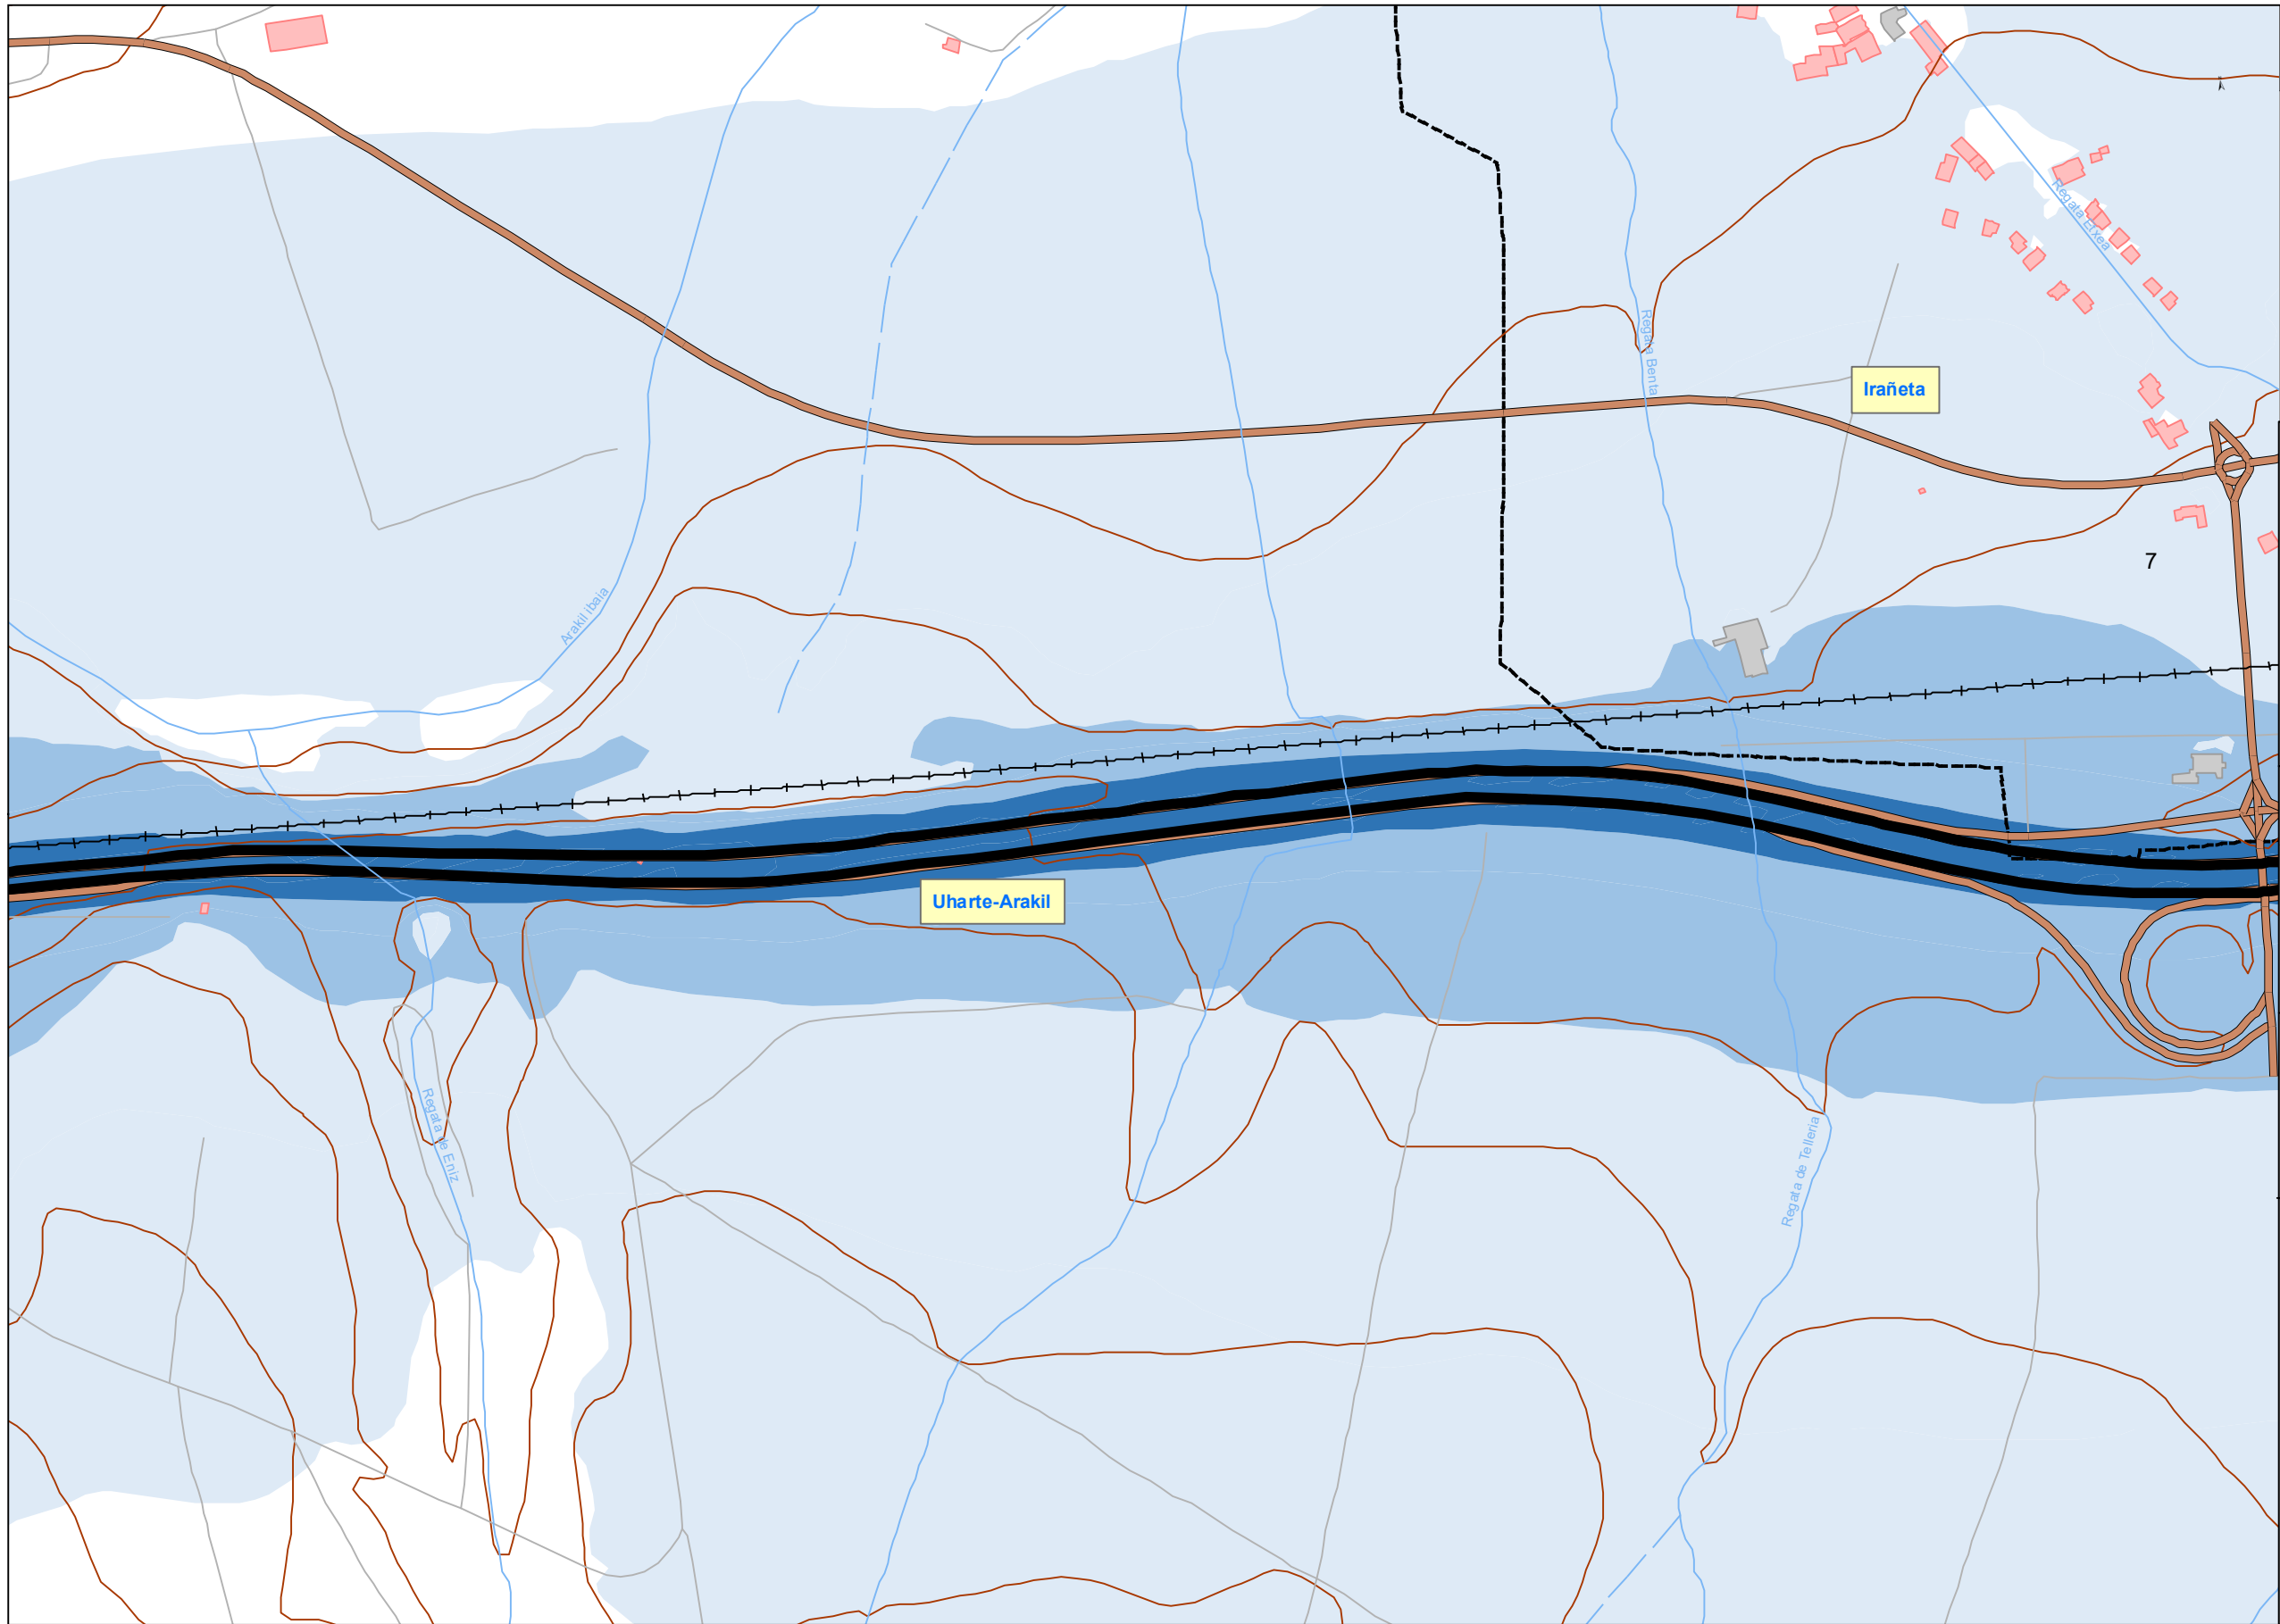 Regata Etxea
Regata Benta
Irañeta
7
Arakil ibaia
Uharte-Arakil
Regata de Eniz
Regata de Telleria